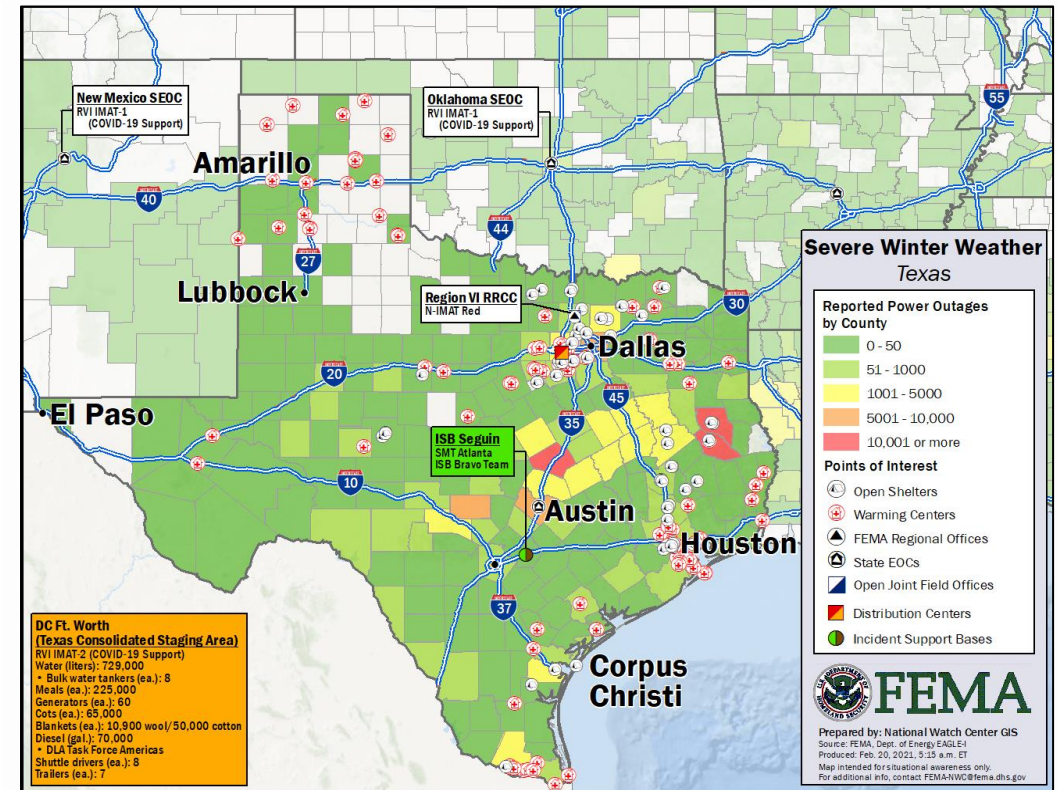 New Mexico SEOC
RVI IMAT-1
(COVID-19 Support)
Oklahoma SEOC
RVI IMAT-1
(COVID-19 Support)
55
Amarillo
40
44
27
Lubbock
Region VI RRCC
N-IMAT Red
30
Dallas
20
45
El Paso
35
ISB Seguin
SMT Atlanta
ISB Bravo Team
10
Austin
Houston
37
Corpus
Christi
DC Ft. Worth
(Texas Consolidated Staging Area)
RVI IMAT-2 (COVID-19 Support)
Water (liters): 729,000
• Bulk water tankers (ea.): 8
Meals (ea.): 225,000
Generators (ea.): 60
Cots (ea.): 65,000
Blankets (ea.): 10,900 wool/50,000 cotton
Diesel (gal.): 70,000
• DLA Task Force Americas
Shuttle drivers (ea.): 8
Trailers (ea.): 7
Severe Winter Weather
Texas
Reported Power Outages
by County
0 - 50
51 - 1000
1001 - 5000
5001 - 10,000
10,001 or more
Points of Interest
Open Shelters
Warming Centers
FEMA Regional Offices
State EOCs
Open Joint Field Offices
Distribution Centers
Incident Support Bases
U.S. DEPARTMENT OF
HOMELAND SECURITY
FEMA
Prepared by: National Watch Center GIS
Source: FEMA, Dept. of Energy EAGLE-I
Produced: Feb. 20, 2021, 5:15 a.m. ET
Map intended for situational awareness only.
For additional info, contact FEMA-NWC@fema.dhs.gov